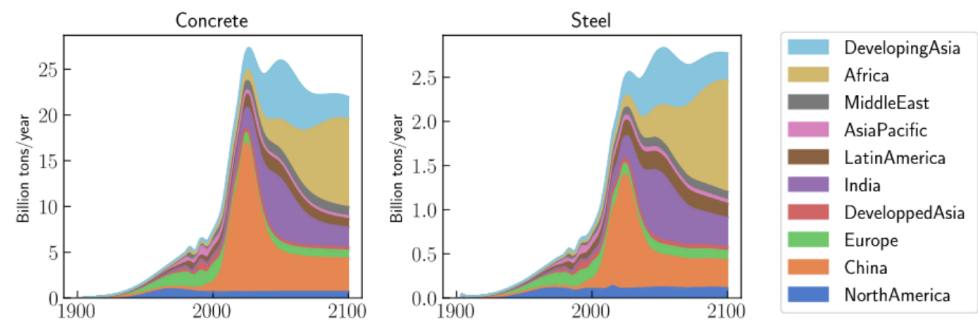 Concrete
Billion tons/year
25
20
15
10
5
0
1900
2000
2100
Steel
Billion tons/year
2.5
2.0
1.5
1.0
0.5
0.0
1900
2000
2100
DevelopingAsia
Africa
MiddleEast
AsiaPacific
LatinAmerica
India
DeveloppedAsia
Europe
China
NorthAmerica